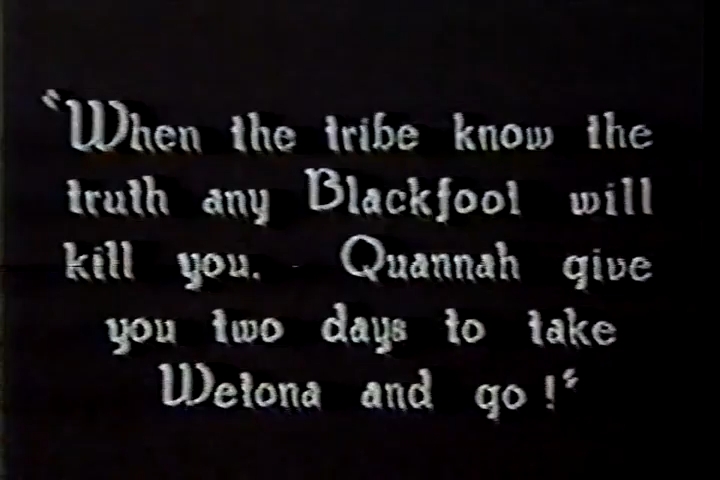 "When the tribe know the
truth any Blackfoot will
kill you. Quannah give
you two days to take
Wetona and go!"